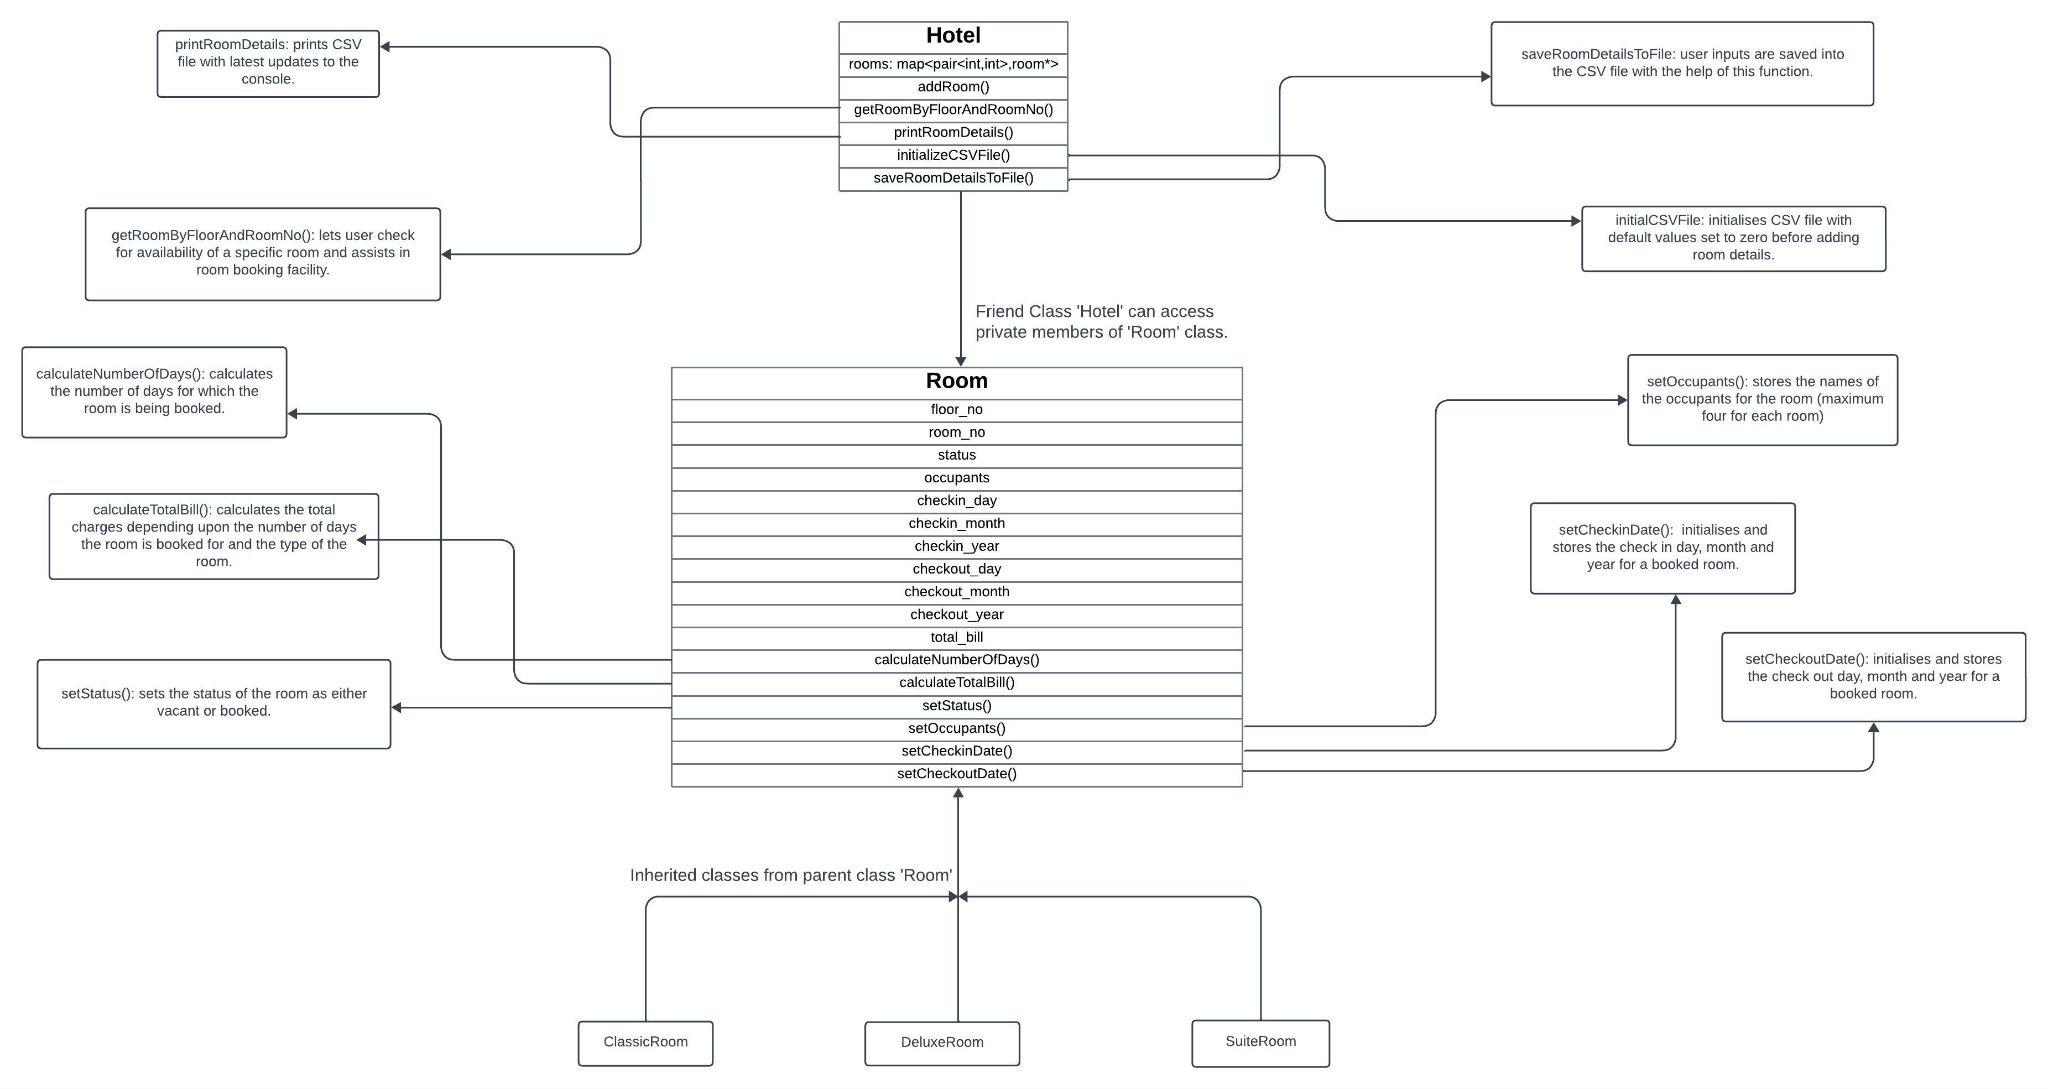 Hotel
rooms: map<pair<int,int>,room*>
addRoom()
getRoomByFloorAndRoomNo()
printRoomDetails()
initializeCSVFile()
saveRoomDetailsToFile()
printRoomDetails: prints CSV
file with latest updates to the
console.
saveRoomDetailsToFile: user inputs are saved into
the CSV file with the help of this function.
getRoomByFloorAndRoomNo(): lets user check
for availability of a specific room and assists in
room booking facility.
initialCSVFile: initialises CSV file with
default values set to zero before adding
room details.
Friend Class 'Hotel' can access
private members of 'Room' class.
Room
floor_no
room_no
status
occupants
checkin_day
checkin_month
checkin_year
checkout_day
checkout_month
checkout_year
total_bill
calculateNumberOfDays()
calculateTotalBill()
setStatus()
setOccupants()
setCheckinDate()
setCheckoutDate()
calculateNumberOfDays(): calculates
the number of days for which the
room is being booked.
calculateTotalBill(): calculates the total
charges depending upon the number of days
the room is booked for and the type of the
room.
setStatus(): sets the status of the room as either
vacant or booked.
setOccupants(): stores the names of
the occupants for the room (maximum
four for each room)
setCheckinDate():  initialises and
stores the check in day, month and
year for a booked room.
setCheckoutDate(): initialises and stores
the check out day, month and year for a
booked room.
Inherited classes from parent class 'Room'
ClassicRoom
DeluxeRoom
SuiteRoom